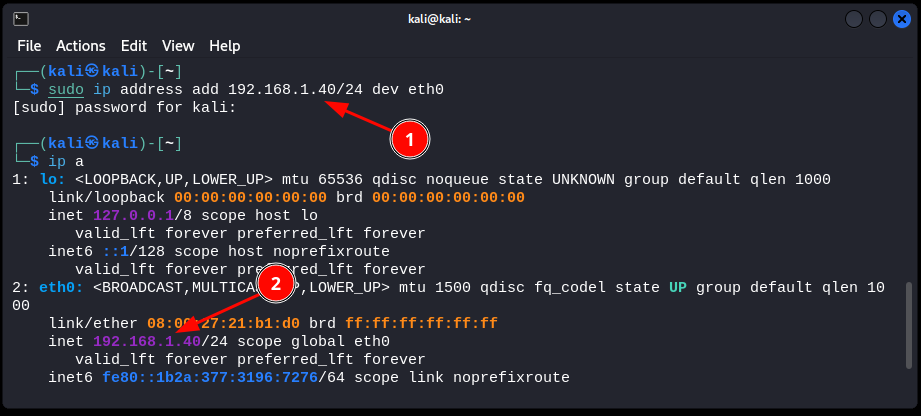 kali@kali: ~
File Actions Edit View Help
┌──(kali㉿kali)-[~]
└─$ sudo ip address add 192.168.1.40/24 dev eth0
[sudo] password for kali:
1
┌──(kali㉿kali)-[~]
└─$ ip a
1: lo: <LOOPBACK,UP,LOWER_UP> mtu 65536 qdisc noqueue state UNKNOWN group default qlen 1000
link/loopback 00:00:00:00:00:00 brd 00:00:00:00:00:00
inet 127.0.0.1/8 scope host lo
valid_lft forever preferred_lft forever
inet6 ::1/128 scope host noprefixroute
valid_lft forever preferred_lft forever
2
2: eth0: <BROADCAST, ,LOWER_UP> mtu 1500 qdisc fq_codel state UP group default qlen 10
00
link/ether 27:21:b1:d0 brd ff:ff:ff:ff:ff:ff
inet 192.168.1.40/24 scope global eth0
valid_lft forever preferred_lft forever
inet6 fe80::1b2a:377:3196:7276/64 scope link noprefixroute